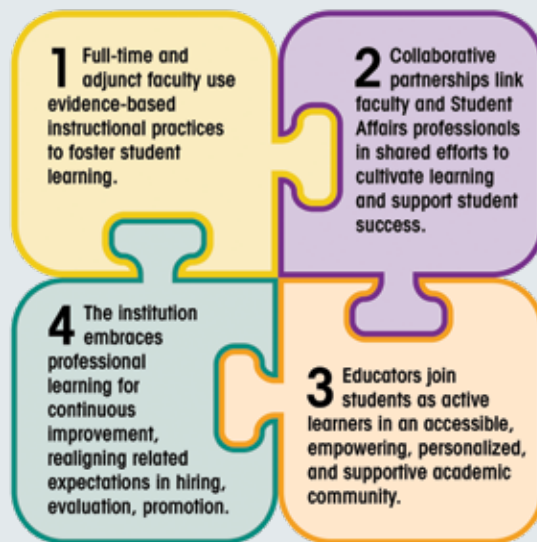 1 Full-time and
adjunct faculty use
evidence-based
instructional practices
to foster student
learning.
2 Collaborative
partnerships link
faculty and Student
Affairs professionals
in shared efforts to
cultivate learning
and support student
success.
3 Educators join
students as active
learners in an accessible,
empowering, personalized,
and supportive academic
community.
4 The institution
embraces
professional
learning for
continuous
improvement,
realigning related
expectations in hiring,
evaluation, promotion.